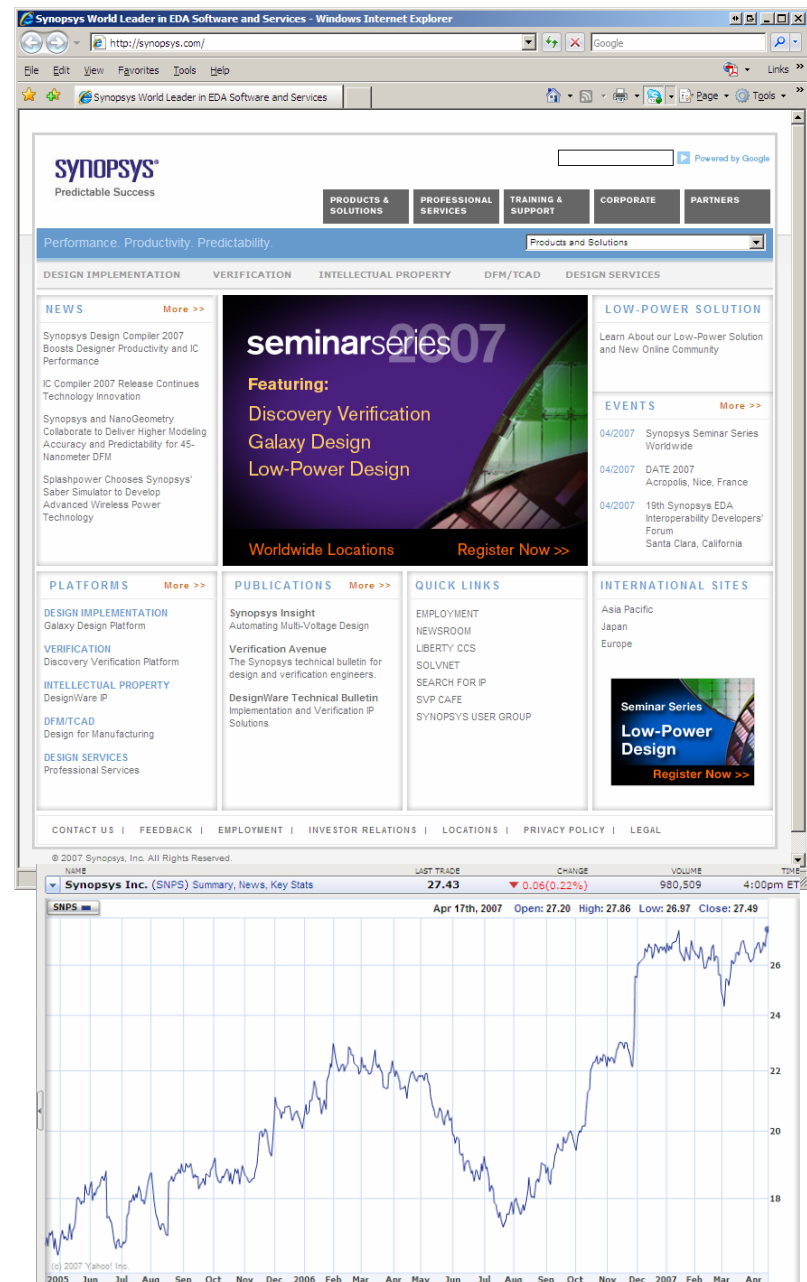 Synopsys World Leader in EDA Software and Services - Windows Internet Explorer
http://synopsys.com/
Google
File Edit View Favorites Tools Help
Links »
Synopsys World Leader in EDA Software and Services
Page Tools »
SYNOPSYS®
Predictable Success
Powered by Google
PRODUCTS & SOLUTIONS
PROFESSIONAL SERVICES
TRAINING & SUPPORT
CORPORATE
PARTNERS
Performance. Productivity. Predictability.
Products and Solutions
DESIGN IMPLEMENTATION VERIFICATION INTELLECTUAL PROPERTY DFM/TCAD DESIGN SERVICES
NEWS More >>
Synopsys Design Compiler 2007
Boosts Designer Productivity and IC
Performance
IC Compiler 2007 Release Continues
Technology Innovation
Synopsys and NanoGeometry
Collaborate to Deliver Higher Modeling
Accuracy and Predictability for 45-
Nanometer DFM
Splashpower Chooses Synopsys'
Saber Simulator to Develop
Advanced Wireless Power
Technology
seminarseries2007
Featuring:
Discovery Verification
Galaxy Design
Low-Power Design
Worldwide Locations Register Now >>
LOW-POWER SOLUTION
Learn About our Low-Power Solution
and New Online Community
EVENTS More >>
04/2007 Synopsys Seminar Series
Worldwide
04/2007 DATE 2007
Acropolis, Nice, France
04/2007 19th Synopsys EDA
Interoperability Developers'
Forum
Santa Clara, California
PLATFORMS More >>
DESIGN IMPLEMENTATION
Galaxy Design Platform
VERIFICATION
Discovery Verification Platform
INTELLECTUAL PROPERTY
DesignWare IP
DFM/TCAD
Design for Manufacturing
DESIGN SERVICES
Professional Services
PUBLICATIONS More >>
Synopsys Insight
Automating Multi-Voltage Design
Verification Avenue
The Synopsys technical bulletin for
design and verification engineers.
DesignWare Technical Bulletin
Implementation and Verification IP
Solutions
QUICK LINKS
EMPLOYMENT
NEWSROOM
LIBERTY CCS
SOLVNET
SEARCH FOR IP
SVP CAFE
SYNOPSYS USER GROUP
INTERNATIONAL SITES
Asia Pacific
Japan
Europe
Seminar Series
Low-Power
Design
Register Now >>
CONTACT US | FEEDBACK | EMPLOYMENT | INVESTOR RELATIONS | LOCATIONS | PRIVACY POLICY | LEGAL
© 2007 Synopsys, Inc. All Rights Reserved.
NAME LAST TRADE CHANGE VOLUME TIME
Synopsys Inc. (SNPS) Summary, News, Key Stats 27.43 ▼ 0.06(0.22%) 980,509 4:00pm ET
SNPS Apr 17th, 2007 Open: 27.20 High: 27.86 Low: 26.97 Close: 27.49
26
24
22
20
18
(c) 2007 Yahoo! Inc.
2005 Jun Jul Aug Sep Oct Nov Dec 2006 Feb Mar Apr May Jun Jul Aug Sep Oct Nov Dec 2007 Feb Mar Apr